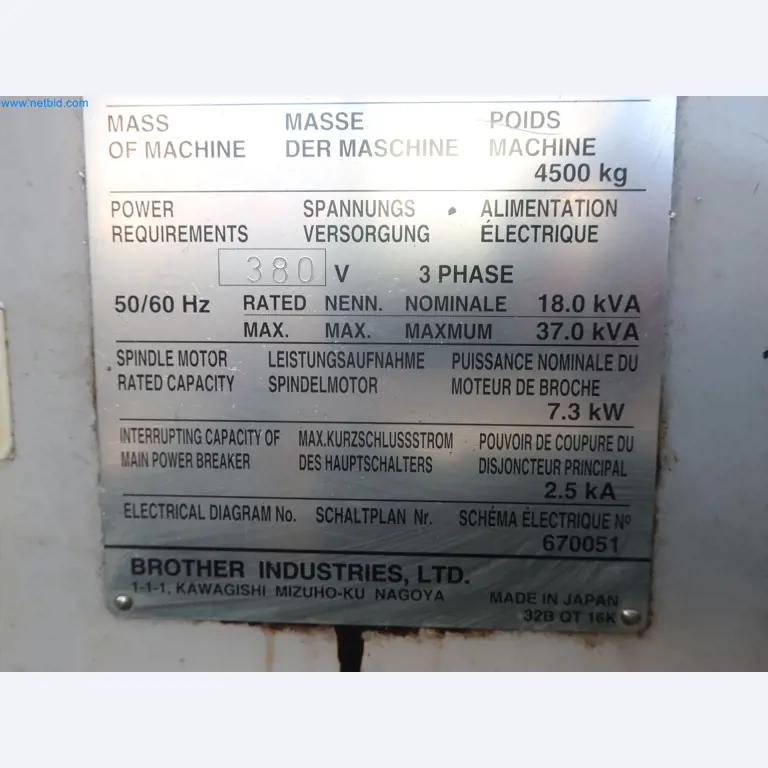 www.netbid.com
MASS MASSE POIDS
OF MACHINE DER MASCHINE MACHINE
4500 kg
POWER SPANNUNGS ALIMENTATION
REQUIREMENTS VERSORGUNG ÉLECTRIQUE
380 V 3 PHASE
50/60 Hz RATED NENN. NOMINALE 18.0 kVA
MAX. MAX. MAXMUM 37.0 kVA
SPINDLE MOTOR LEISTUNGSAUFNAHME PUISSANCE NOMINALE DU
RATED CAPACITY SPINDELMOTOR MOTEUR DE BROCHE
7.3 kW
INTERRUPTING CAPACITY OF MAX.KURZSCHLUSSSTROM POUVOIR DE COUPURE DU
MAIN POWER BREAKER DES HAUPTSCHALTERS DISJONCTEUR PRINCIPAL
2.5 kA
ELECTRICAL DIAGRAM No. SCHALTPLAN Nr. SCHÉMA ÉLECTRIQUE Nº
670051
BROTHER INDUSTRIES, LTD.
1-1-1, KAWAGISHI MIZUHO-KU NAGOYA
MADE IN JAPAN
32B QT 16K